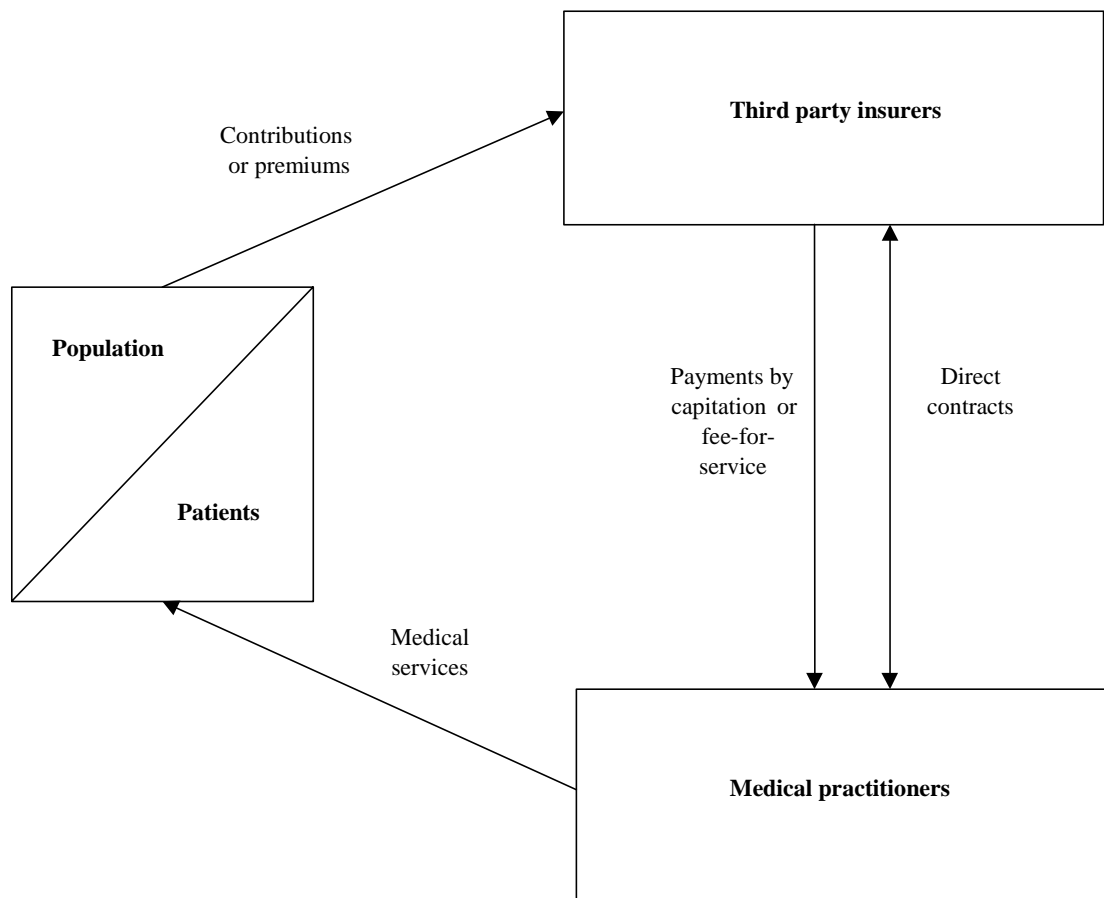 Third party insurers
Contributions
or premiums
Population
Patients
Payments by
capitation or
fee-for-
service
Direct
contracts
Medical
services
Medical practitioners